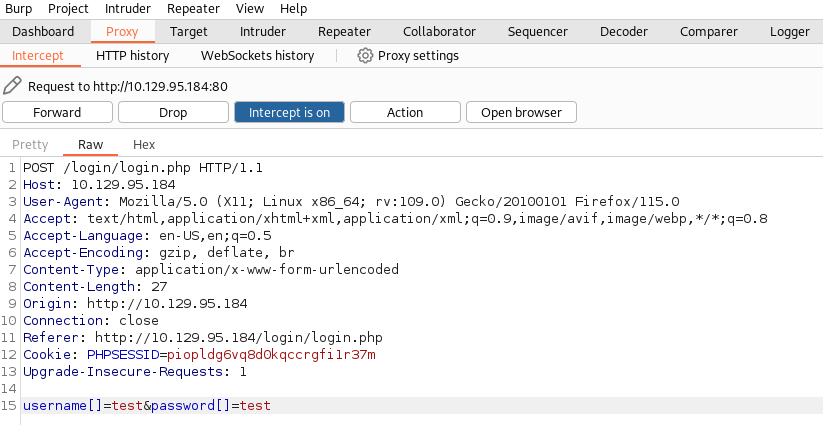 Burp Project Intruder Repeater View Help
Dashboard Proxy Target Intruder Repeater Collaborator Sequencer Decoder Comparer Logger
Intercept HTTP history WebSockets history Proxy settings
Request to http://10.129.95.184:80
Forward Drop Intercept is on Action Open browser
Pretty Raw Hex
1 POST /login/login.php HTTP/1.1
2 Host: 10.129.95.184
3 User-Agent: Mozilla/5.0 (X11; Linux x86_64; rv:109.0) Gecko/20100101 Firefox/115.0
4 Accept: text/html,application/xhtml+xml,application/xml;q=0.9,image/avif,image/webp,*/*;q=0.8
5 Accept-Language: en-US,en;q=0.5
6 Accept-Encoding: gzip, deflate, br
7 Content-Type: application/x-www-form-urlencoded
8 Content-Length: 27
9 Origin: http://10.129.95.184
10 Connection: close
11 Referer: http://10.129.95.184/login/login.php
12 Cookie: PHPSESSID=piopldg6vq8d0kqccrgfi1r37m
13 Upgrade-Insecure-Requests: 1
14
15 username[]=test&password[]=test